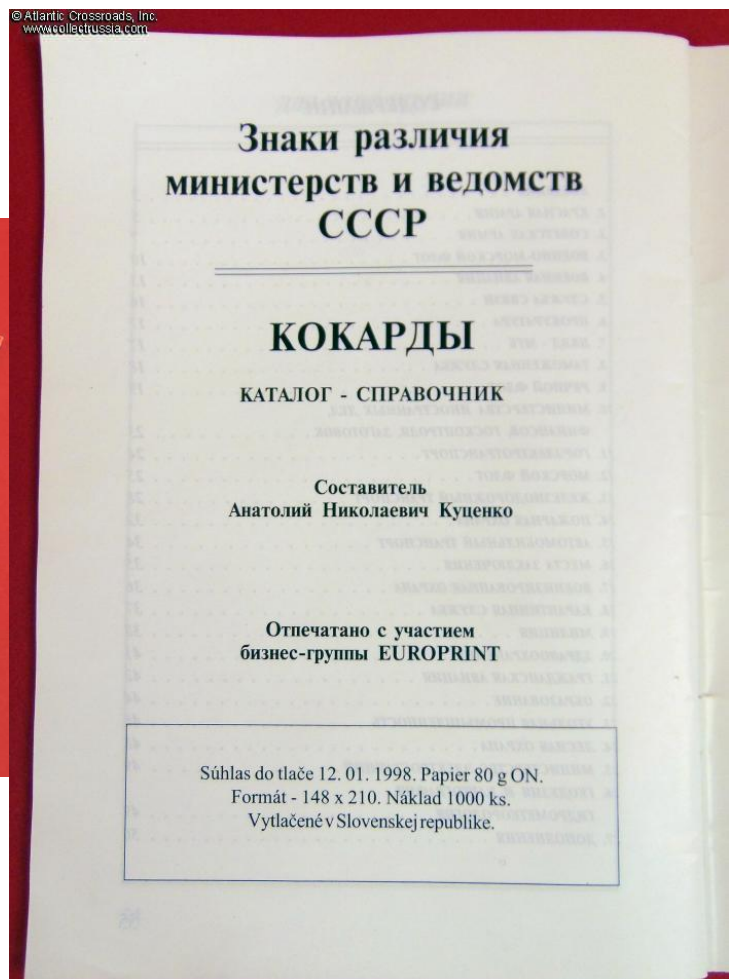 © Atlantic Crossroads, Inc.
www.collectrussia.com
Знаки различия
министерств и ведомств
СССР
КОКАРДЫ
КАТАЛОГ - СПРАВОЧНИК
Составитель
Анатолий Николаевич Куценко
Отпечатано с участием
бизнес-группы EUROPRINT
Súhlas do tlače 12. 01. 1998. Papier 80 g ON.
Formát - 148 x 210. Náklad 1000 ks.
Vytlačené v Slovenskej republike.